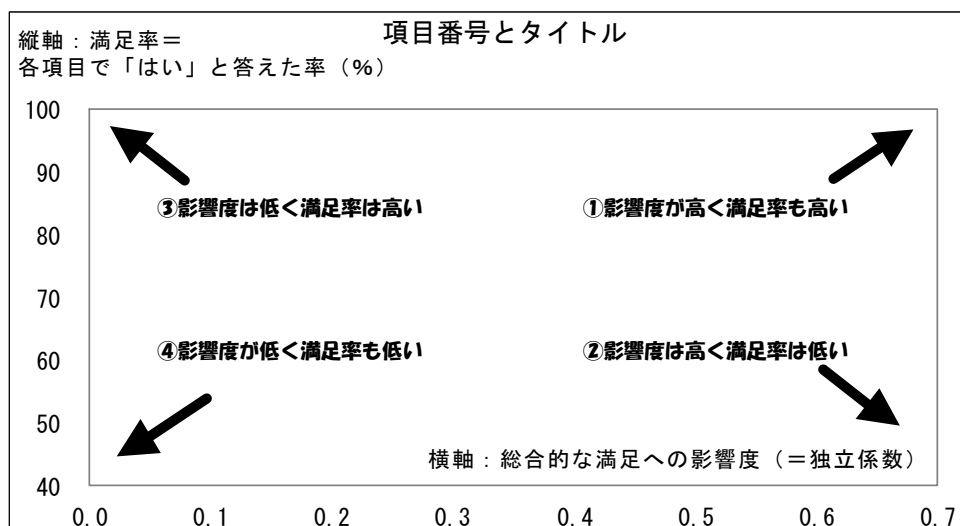 項目番号とタイトル
縦軸：満足率＝
各項目で「はい」と答えた率（%）
100
90
80
70
60
50
40
③影響度は低く満足率は高い
①影響度が高く満足率も高い
④影響度が低く満足率も低い
②影響度は高く満足率は低い
横軸：総合的な満足への影響度（＝独立係数）
0.0 0.1 0.2 0.3 0.4 0.5 0.6 0.7